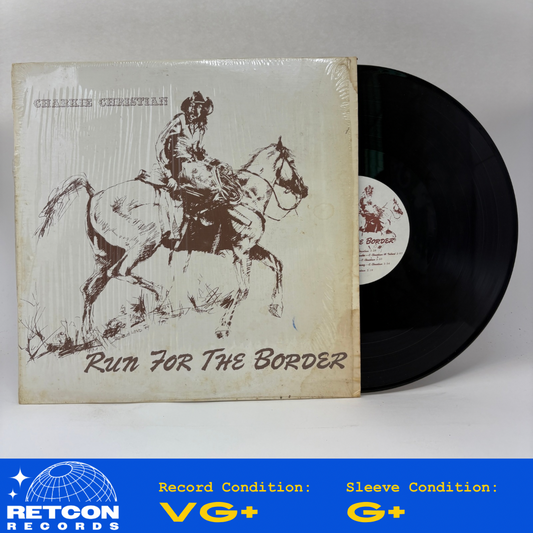 CHARLIE CHRISTIAN
RUN FOR THE BORDER
THE BORDER
RETCON
RECORDS
Record Condition:
VG+
Sleeve Condition:
G+